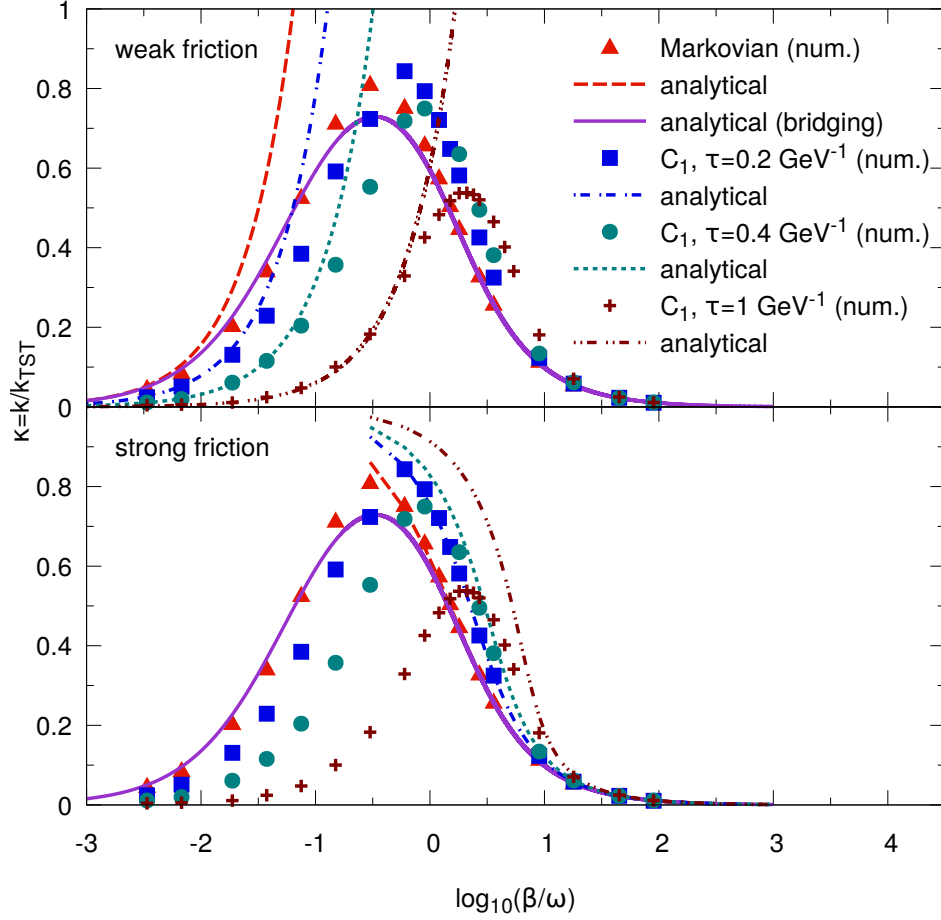 weak friction
Markovian (num.)
analytical
analytical (bridging)
C1, τ=0.2 GeV-1 (num.)
analytical
C1, τ=0.4 GeV-1 (num.)
analytical
C1, τ=1 GeV-1 (num.)
analytical
1
0.8
0.6
0.4
0.2
0
κ=k/kTST
strong friction
0.8
0.6
0.4
0.2
0
-3 -2 -1 0 1 2 3 4
log10(β/ω)